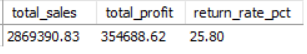 total_sales total_profit return_rate_pct
2869390.83 354688.62 25.80